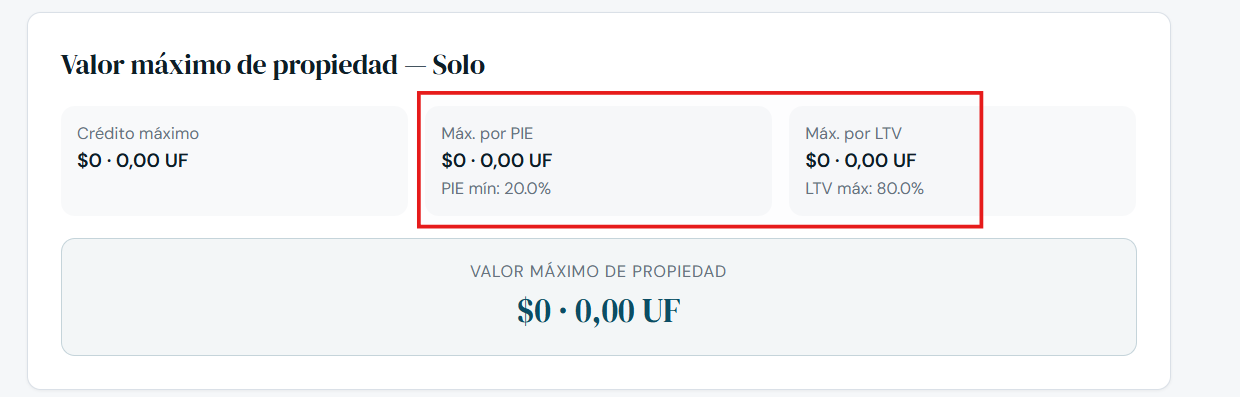 Valor máximo de propiedad — Solo
Crédito máximo
$0 · 0,00 UF
Máx. por PIE
$0 · 0,00 UF
PIE mín: 20.0%
Máx. por LTV
$0 · 0,00 UF
LTV máx: 80.0%
VALOR MÁXIMO DE PROPIEDAD
$0 · 0,00 UF